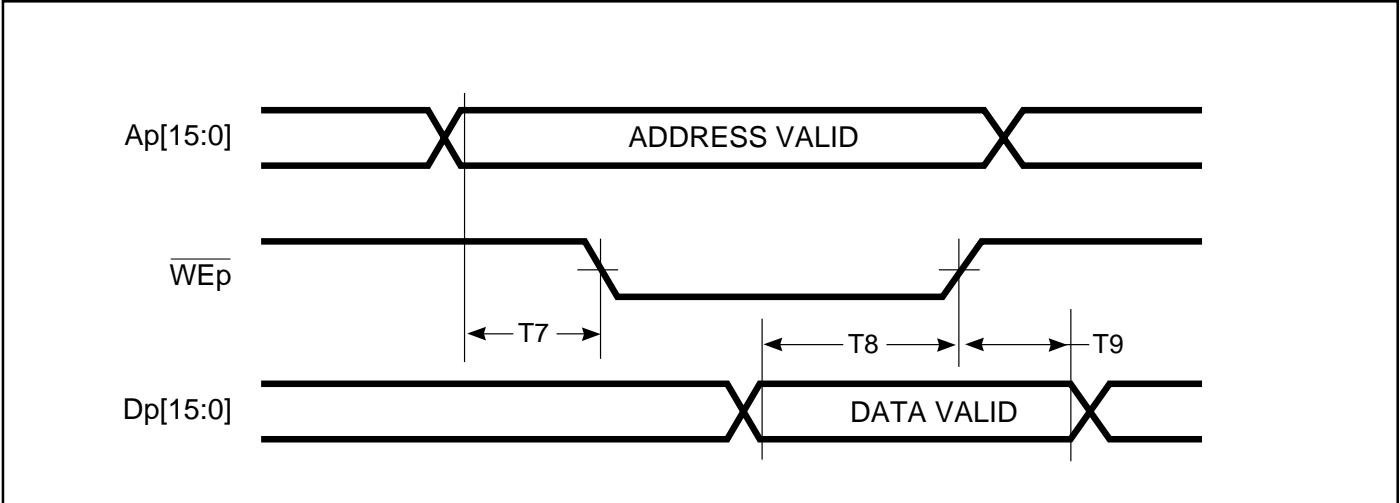 Ap[15:0]
ADDRESS VALID
WEp
T7
T8
T9
Dp[15:0]
DATA VALID